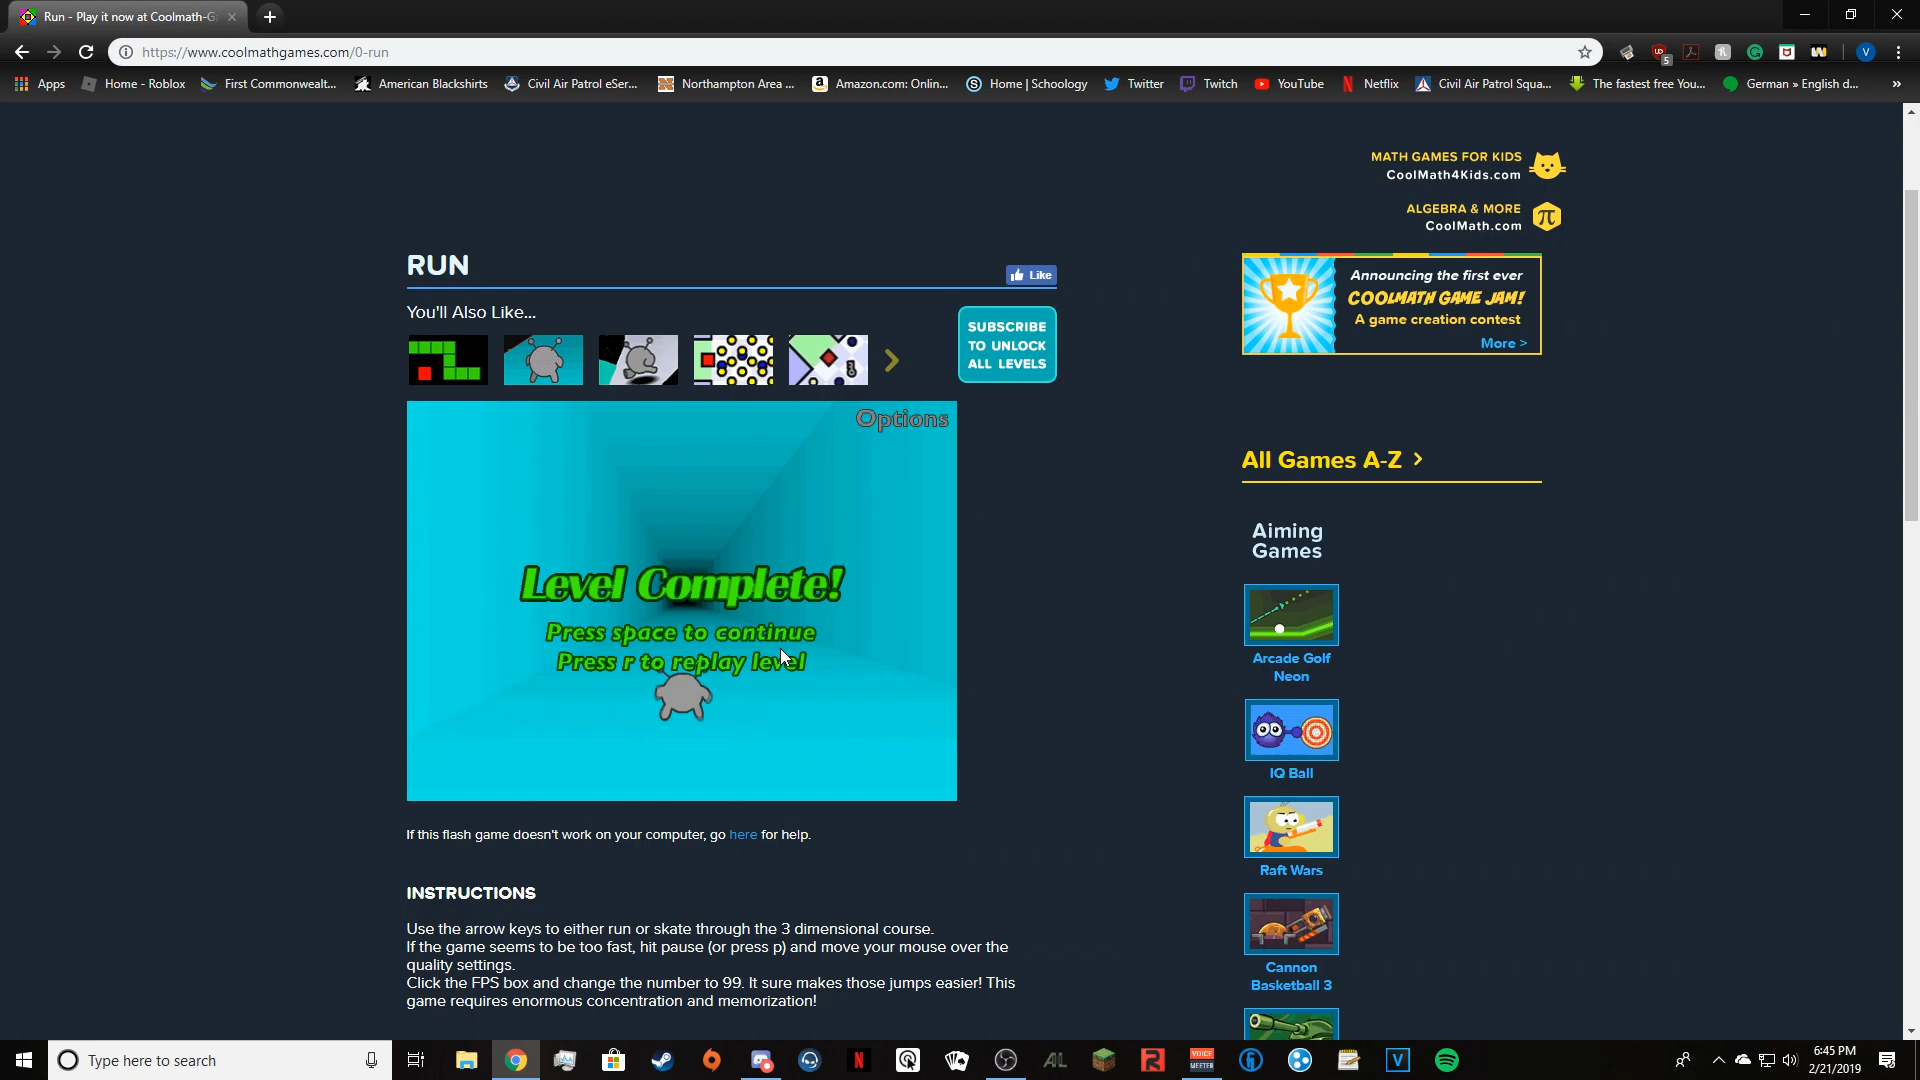 Run - Play it now at Coolmath-G
https://www.coolmathgames.com/0-run
5
V
Apps
Home - Roblox
First Commonwealt...
American Blackshirts
Civil Air Patrol eSer...
Northampton Area ...
Amazon.com: Onlin...
Home | Schoology
Twitter
Twitch
YouTube
Netflix
Civil Air Patrol Squa...
The fastest free You...
German » English d...
»
MATH GAMES FOR KIDS
CoolMath4Kids.com
ALGEBRA & MORE
CoolMath.com
RUN
Like
You'll Also Like...
SUBSCRIBE
TO UNLOCK
ALL LEVELS
Announcing the first ever
COOLMATH GAME JAM!
A game creation contest
More >
Options
Level Complete!
Press space to continue
Press r to replay level
All Games A-Z
Aiming
Games
Arcade Golf
Neon
IQ Ball
Raft Wars
Cannon
Basketball 3
If this flash game doesn't work on your computer, go here for help.
INSTRUCTIONS
Use the arrow keys to either run or skate through the 3 dimensional course.
If the game seems to be too fast, hit pause (or press p) and move your mouse over the
quality settings.
Click the FPS box and change the number to 99. It sure makes those jumps easier! This
game requires enormous concentration and memorization!
Type here to search
AL
VOICE
MEETER
V
6:45 PM
2/21/2019